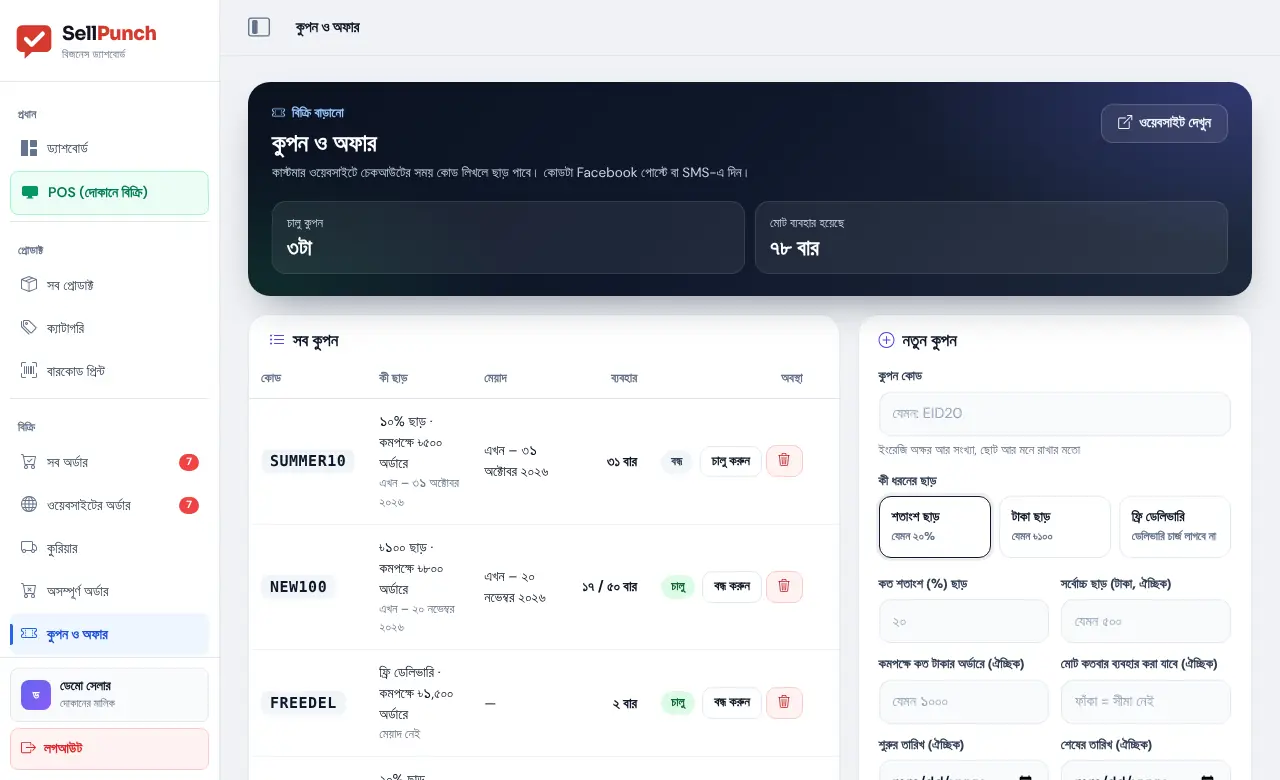 SellPunch
বিজনেস ড্যাশবোর্ড
প্রধান
ড্যাশবোর্ড
POS (দোকানে বিক্রি)
প্রোডাক্ট
সব প্রোডাক্ট
ক্যাটাগরি
বারকোড প্রিন্ট
বিক্রি
সব অর্ডার 7
ওয়েবসাইটের অর্ডার 7
কুরিয়ার
অসম্পূর্ণ অর্ডার
কুপন ও অফার
ড
ডেমো সেলার
দোকানের মালিক
লগআউট
কুপন ও অফার
বিক্রি বাড়ানো
কুপন ও অফার
কাস্টমার ওয়েবসাইটে চেকআউটের সময় কোড লিখলে ছাড় পাবে। কোডটা Facebook পোস্টে বা SMS-এ দিন।
ওয়েবসাইট দেখুন
চালু কুপন
৩টা
মোট ব্যবহার হয়েছে
৭৮ বার
সব কুপন
কোড কী ছাড় মেয়াদ ব্যবহার অবস্থা
SUMMER10
১০% ছাড় ·
কমপক্ষে ৳৫০০
অর্ডারে
এখন – ৩১ অক্টোবর
২০২৬
এখন – ৩১
অক্টোবর ২০২৬
৩১ বার
বন্ধ
চালু করুন
NEW100
৳১০০ ছাড় ·
কমপক্ষে ৳৮০০
অর্ডারে
এখন – ২০ নভেম্বর
২০২৬
এখন – ২০
নভেম্বর ২০২৬
১৭ / ৫০ বার
চালু
বন্ধ করুন
FREEDEL
ফ্রি ডেলিভারি ·
কমপক্ষে ৳১,৫০০
অর্ডারে
মেয়াদ নেই
—
২ বার
চালু
বন্ধ করুন
নতুন কুপন
কুপন কোড
যেমন: EID20
ইংরেজি অক্ষর আর সংখ্যা, ছোট আর মনে রাখার মতো
কী ধরনের ছাড়
শতাংশ ছাড়
যেমন ২০%
টাকা ছাড়
যেমন ৳১০০
ফ্রি ডেলিভারি
ডেলিভারি চার্জ লাগবে না
কত শতাংশ (%) ছাড়
২০
সর্বোচ্চ ছাড় (টাকা, ঐচ্ছিক)
যেমন ৫০০
কমপক্ষে কত টাকার অর্ডারে (ঐচ্ছিক)
যেমন ১০০০
মোট কতবার ব্যবহার করা যাবে (ঐচ্ছিক)
ফাঁকা = সীমা নেই
শুরুর তারিখ (ঐচ্ছিক)
শেষের তারিখ (ঐচ্ছিক)